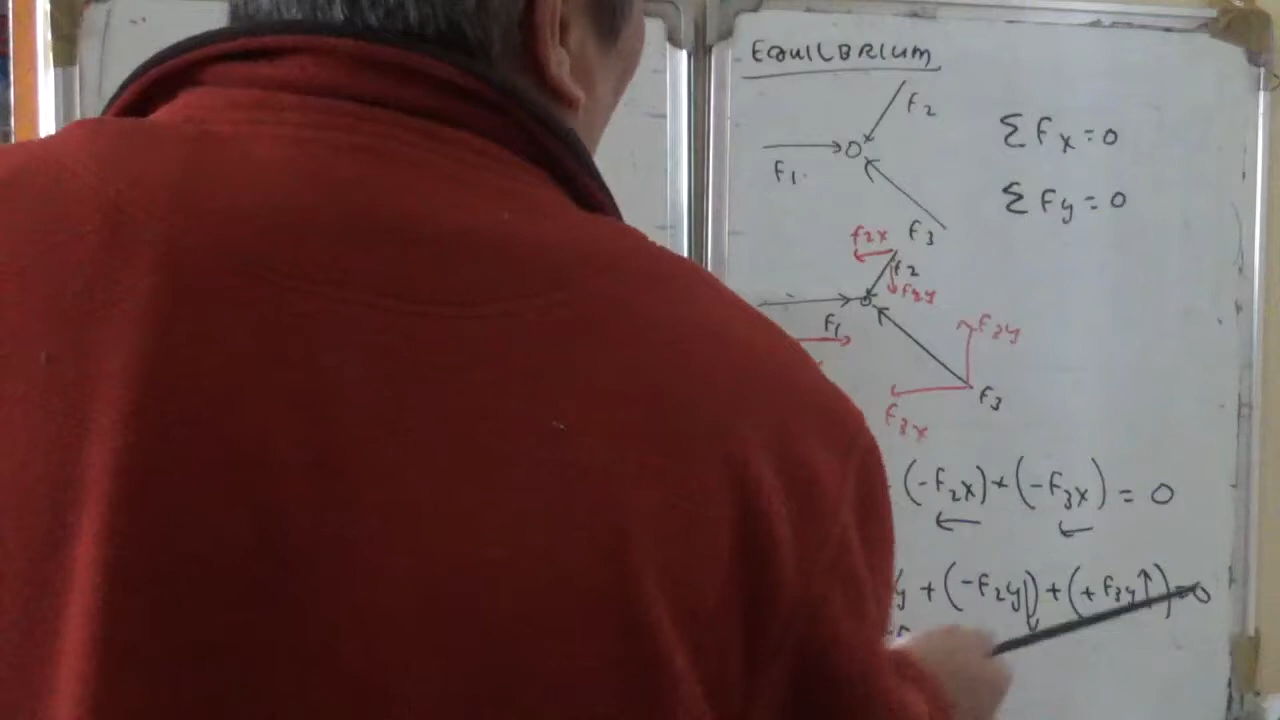 EQUILBRIUM
F2
F1.
F3
ΣFx=0
ΣFy=0
f2x
F2
F2y
F1
F3y
F3
F3x
(-F2x)+(-F3x) = 0
y + (-F2y↓)+(+F3y↑)=0